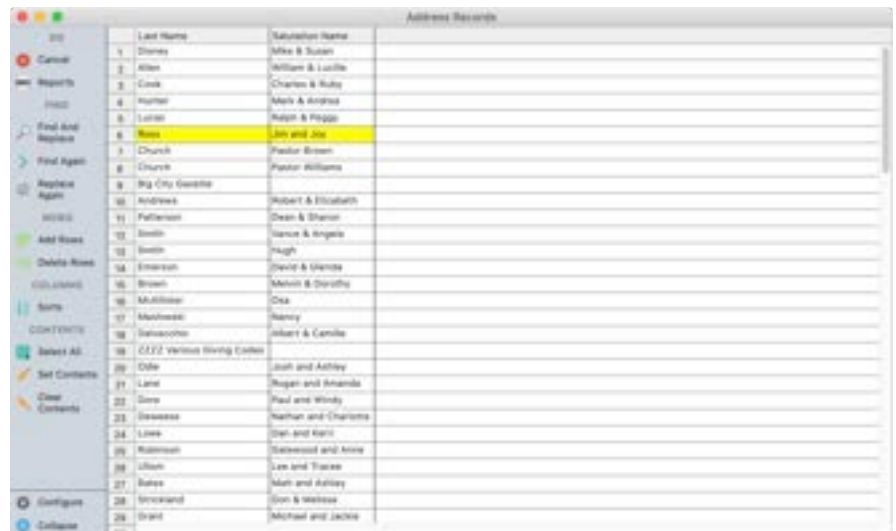 Address Records
Cancel
Reports
FIND
Find And
Replace
Find Again
Replace
Again
ROWS
Add Rows
Delete Rows
COLUMNS
Sorts
CONTENTS
Select All
Set Contents
Clear
Contents
Configure
Collapse
Last Name Salutation Name
1 Disney Mike & Susan
2 Allen William & Lucille
3 Cook Charles & Ruby
4 Hunter Mark & Andrea
5 Lucas Ralph & Peggy
6 Ross Jim and Joy
7 Church Pastor Brown
8 Church Pastor Williams
9 Big City Gazette
10 Andrews Robert & Elizabeth
11 Patterson Dean & Sharon
12 Smith Vance & Angela
13 Smith Hugh
14 Emerson David & Glenda
15 Brown Melvin & Dorothy
16 Osa
17 Nancy
18 Albert & Camille
19 ZZZZ Various Giving Codes
20 Odle Josh and Ashley
21 Lane Rogan and Amanda
22 Dore Paul and Windy
23 Deweese Nathan and Charlotte
24 Lowe Dan and Kerri
25 Robinson and Anne
26 Lee and Tracee
27 Bates Matt and Ashley
28 Strickland Don & Melissa
29 Grant Michael and Jackie